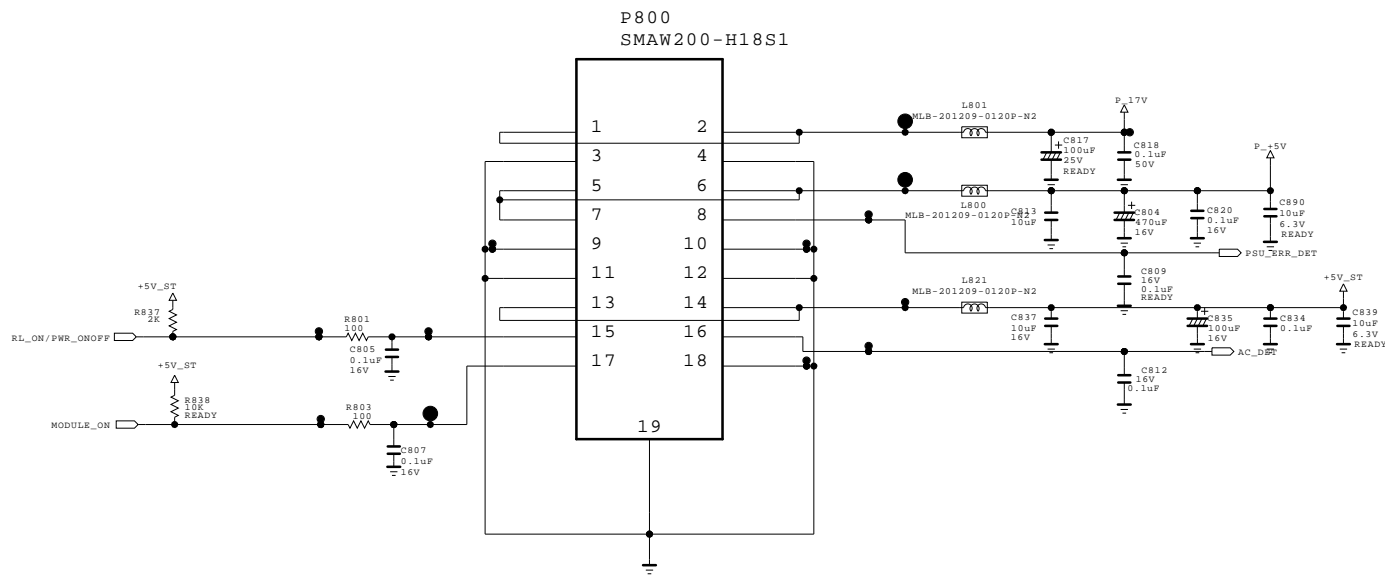 P800
SMAW200-H18S1
1
2
3
4
5
6
7
8
9
10
11
12
13
14
15
16
17
18
19
L801
MLB-201209-0120P-N2
P_17V
C817
100uF
25V
READY
C818
0.1uF
50V
P_+5V
L800
MLB-201209-0120P-N2
C813
10uF
C804
470uF
16V
C820
0.1uF
16V
C890
10uF
6.3V
READY
PSU_ERR_DET
C809
16V
0.1uF
READY
L821
MLB-201209-0120P-N2
+5V_ST
C837
10uF
16V
C835
100uF
16V
C834
0.1uF
C839
10uF
6.3V
READY
AC_DET
C812
16V
0.1uF
+5V_ST
R837
2K
RL_ON/PWR_ONOFF
R801
100
C805
0.1uF
16V
+5V_ST
R838
10K
READY
MODULE_ON
R803
100
C807
0.1uF
16V